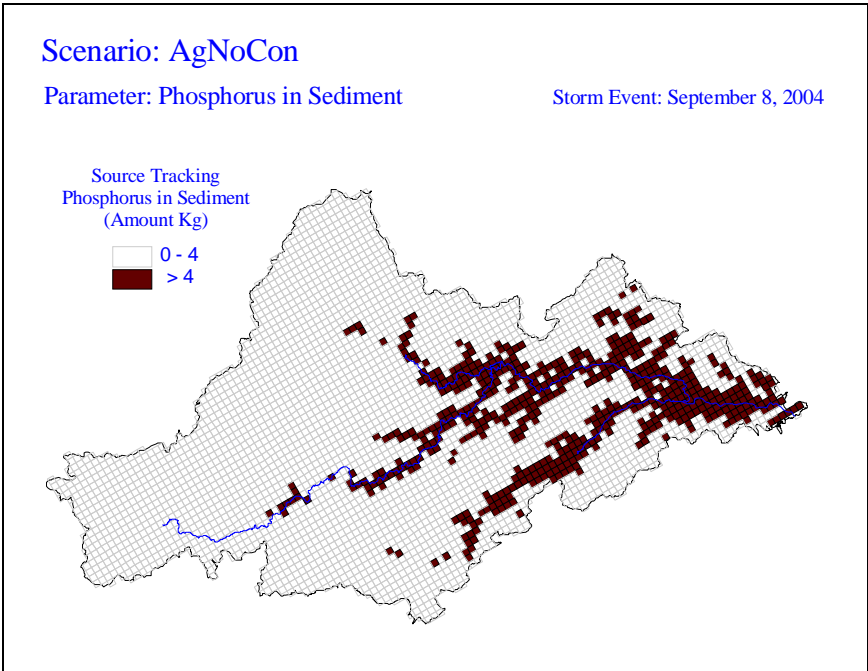 Scenario: AgNoCon
Parameter: Phosphorus in Sediment
Storm Event: September 8, 2004
Source Tracking
Phosphorus in Sediment
(Amount Kg)
0 - 4
> 4